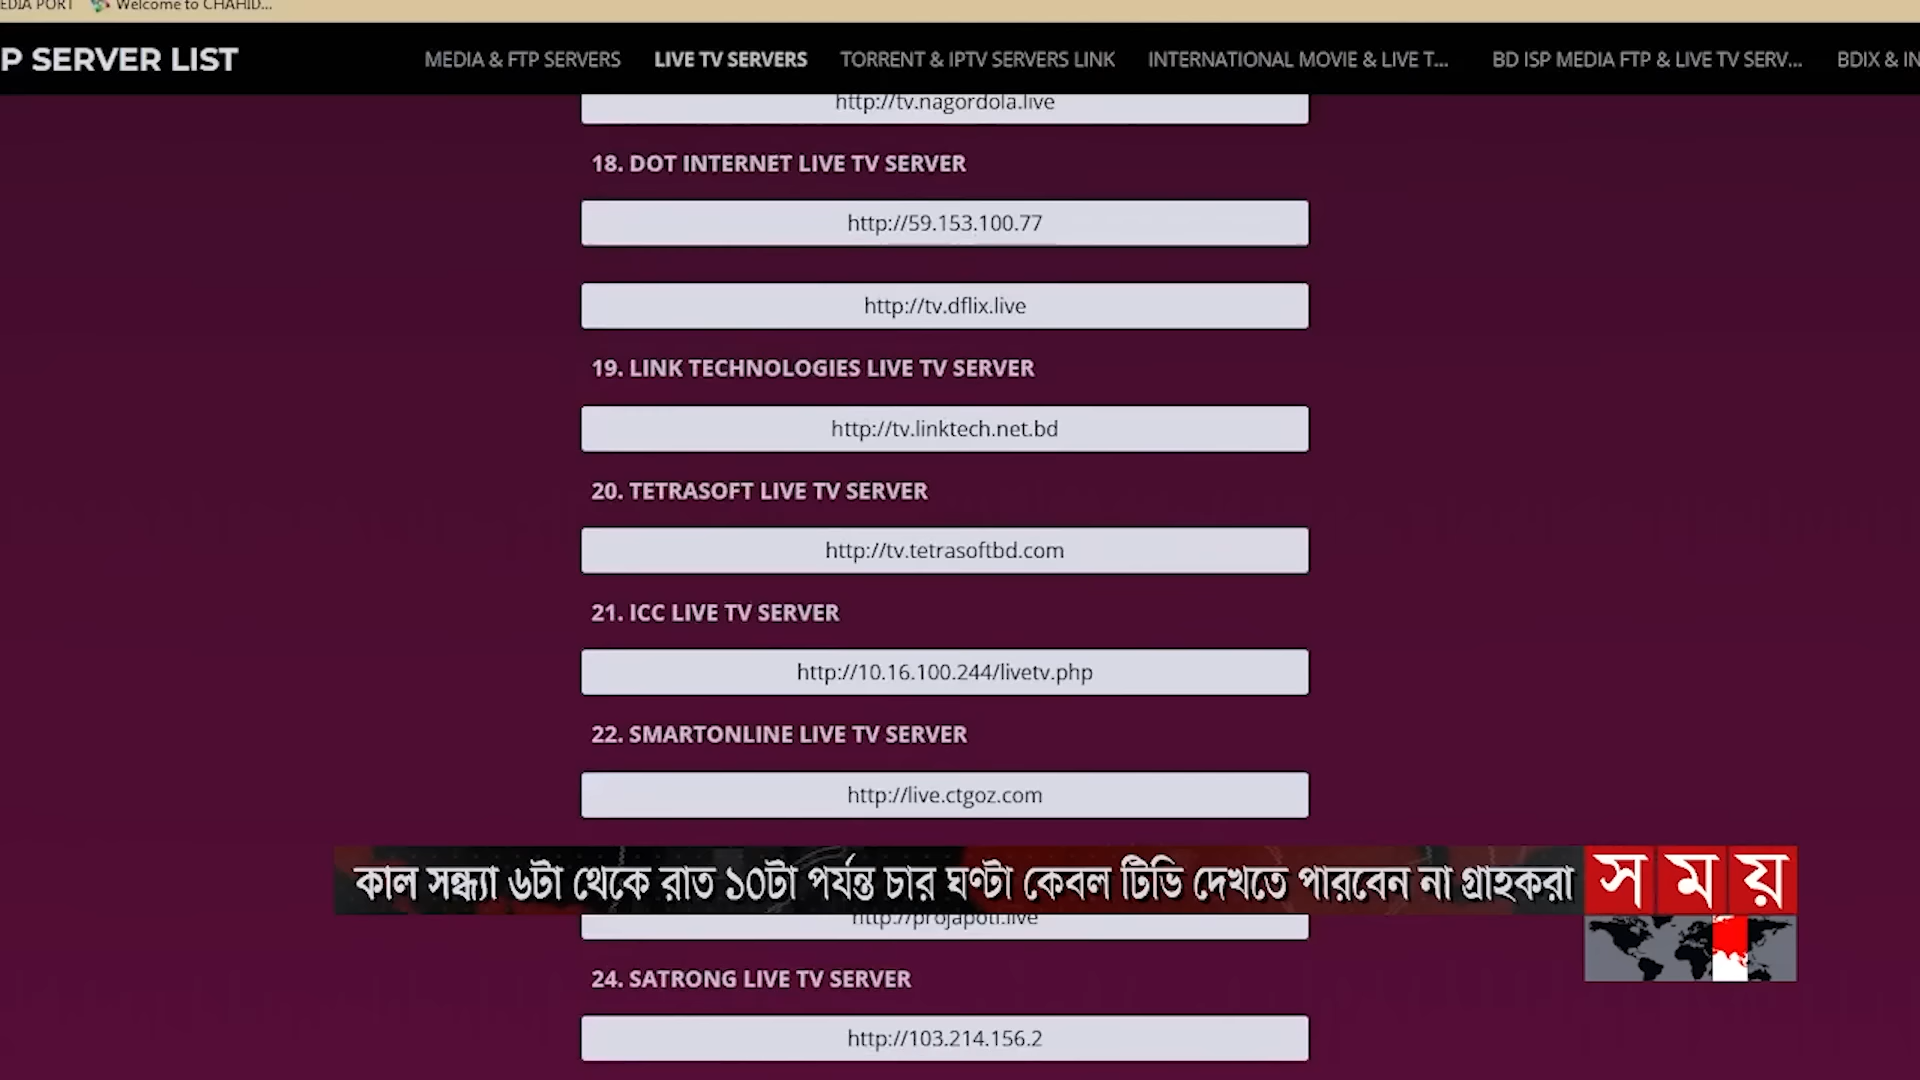 EDIA PORT Welcome to CHAHID...
P SERVER LIST
MEDIA & FTP SERVERS
LIVE TV SERVERS
TORRENT & IPTV SERVERS LINK
INTERNATIONAL MOVIE & LIVE T...
BD ISP MEDIA FTP & LIVE TV SERV...
BDIX & IN
http://tv.nagordola.live
18. DOT INTERNET LIVE TV SERVER
http://59.153.100.77
http://tv.dflix.live
19. LINK TECHNOLOGIES LIVE TV SERVER
http://tv.linktech.net.bd
20. TETRASOFT LIVE TV SERVER
http://tv.tetrasoftbd.com
21. ICC LIVE TV SERVER
http://10.16.100.244/livetv.php
22. SMARTONLINE LIVE TV SERVER
http://live.ctgoz.com
কাল সন্ধ্যা ৬টা থেকে রাত ১০টা পর্যন্ত চার ঘণ্টা কেবল টিভি দেখতে পারবেন না গ্রাহকরা
সময়
http://projapoti.live
24. SATRONG LIVE TV SERVER
http://103.214.156.2